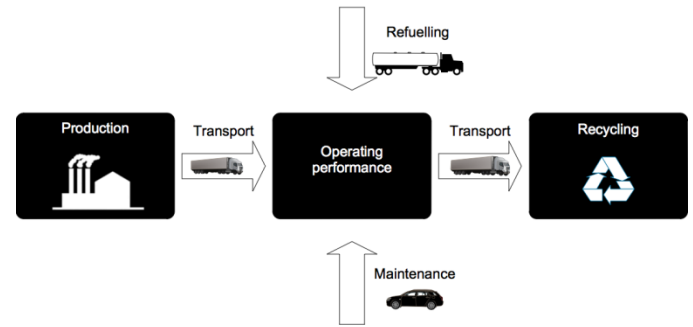 Refuelling
Production
Transport
Operating
performance
Transport
Recycling
Maintenance